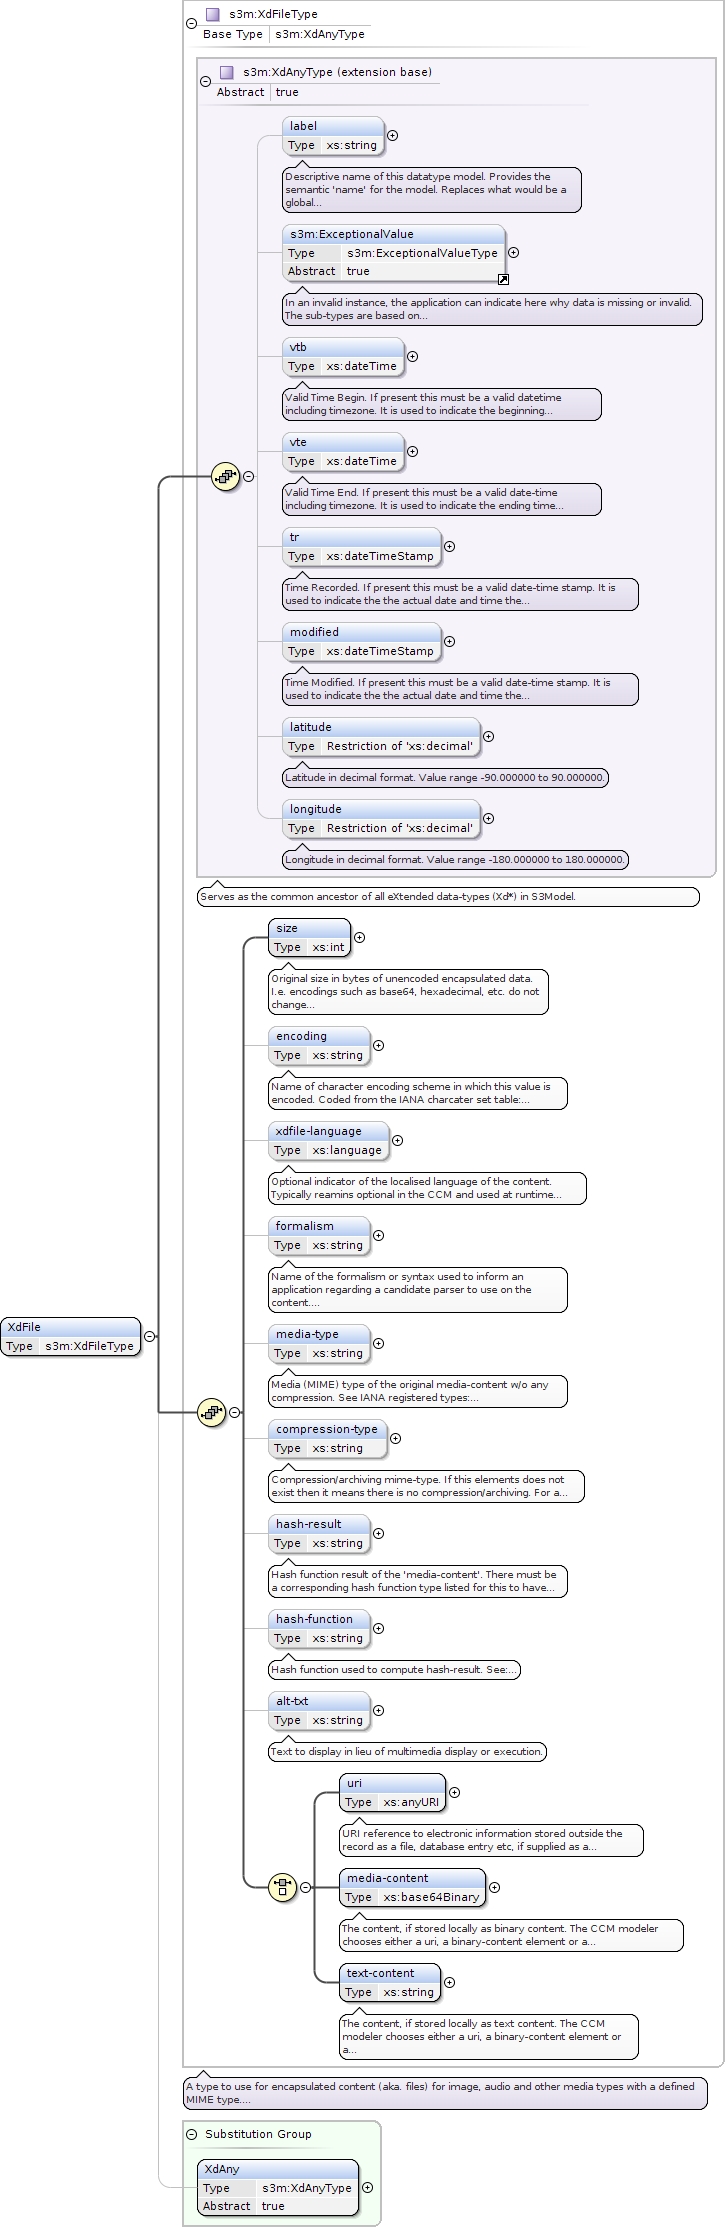 s3m:XdFileType
Base Type s3m:XdAnyType
s3m:XdAnyType (extension base)
Abstract true
label
Type xs:string
Descriptive name of this datatype model. Provides the
semantic 'name' for the model. Replaces what would be a
global...
s3m:ExceptionalValue
Type s3m:ExceptionalValueType
Abstract true
In an invalid instance, the application can indicate here why data is missing or invalid.
The sub-types are based on...
vtb
Type xs:dateTime
Valid Time Begin. If present this must be a valid datetime
including timezone. It is used to indicate the beginning...
vte
Type xs:dateTime
Valid Time End. If present this must be a valid date-time
including timezone. It is used to indicate the ending time...
tr
Type xs:dateTimeStamp
Time Recorded. If present this must be a valid date-time stamp. It is
used to indicate the the actual date and time the...
modified
Type xs:dateTimeStamp
Time Modified. If present this must be a valid date-time stamp. It is
used to indicate the the actual date and time the...
latitude
Type Restriction of 'xs:decimal'
Latitude in decimal format. Value range -90.000000 to 90.000000.
longitude
Type Restriction of 'xs:decimal'
Longitude in decimal format. Value range -180.000000 to 180.000000.
Serves as the common ancestor of all eXtended data-types (Xd*) in S3Model.
size
Type xs:int
Original size in bytes of unencoded encapsulated data.
I.e. encodings such as base64, hexadecimal, etc. do not
change...
encoding
Type xs:string
Name of character encoding scheme in which this value is
encoded. Coded from the IANA charcater set table:...
xdfile-language
Type xs:language
Optional indicator of the localised language of the content.
Typically reamins optional in the CCM and used at runtime...
formalism
Type xs:string
Name of the formalism or syntax used to inform an
application regarding a candidate parser to use on the
content....
XdFile
Type s3m:XdFileType
media-type
Type xs:string
Media (MIME) type of the original media-content w/o any
compression. See IANA registered types:...
compression-type
Type xs:string
Compression/archiving mime-type. If this elements does not
exist then it means there is no compression/archiving. For a...
hash-result
Type xs:string
Hash function result of the 'media-content'. There must be
a corresponding hash function type listed for this to have...
hash-function
Type xs:string
Hash function used to compute hash-result. See:...
alt-txt
Type xs:string
Text to display in lieu of multimedia display or execution.
uri
Type xs:anyURI
URI reference to electronic information stored outside the
record as a file, database entry etc, if supplied as a...
media-content
Type xs:base64Binary
The content, if stored locally as binary content. The CCM modeler
chooses either a uri, a binary-content element or a...
text-content
Type xs:string
The content, if stored locally as text content. The CCM
modeler chooses either a uri, a binary-content element or
a...
A type to use for encapsulated content (aka. files) for image, audio and other media types with a defined
MIME type....
Substitution Group
XdAny
Type s3m:XdAnyType
Abstract true